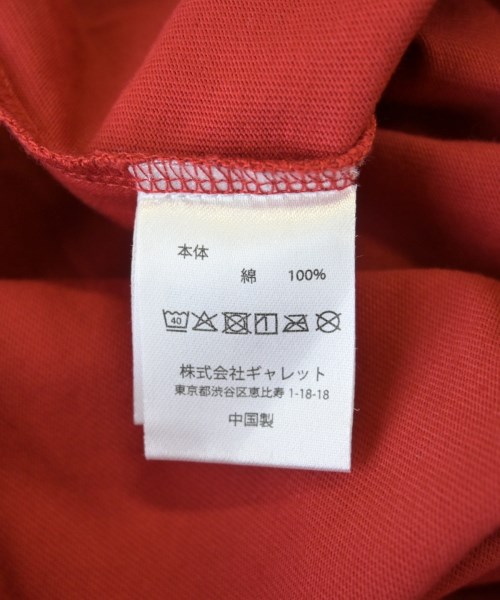 本体
綿 100%
40
株式会社ギャレット
東京都渋谷区恵比寿 1-18-18
中国製